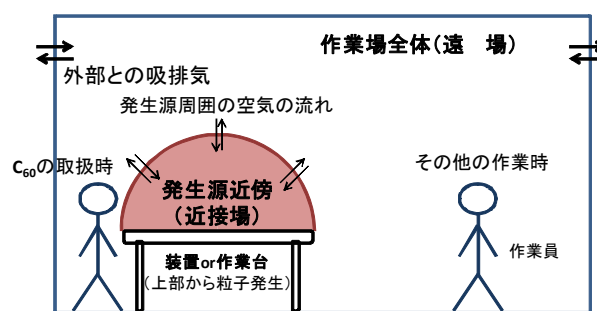 作業場全体(遠　場)
外部との吸排気
発生源周囲の空気の流れ
C₆₀の取扱時
その他の作業時
発生源近傍
(近接場)
作業員
装置or作業台
(上部から粒子発生)